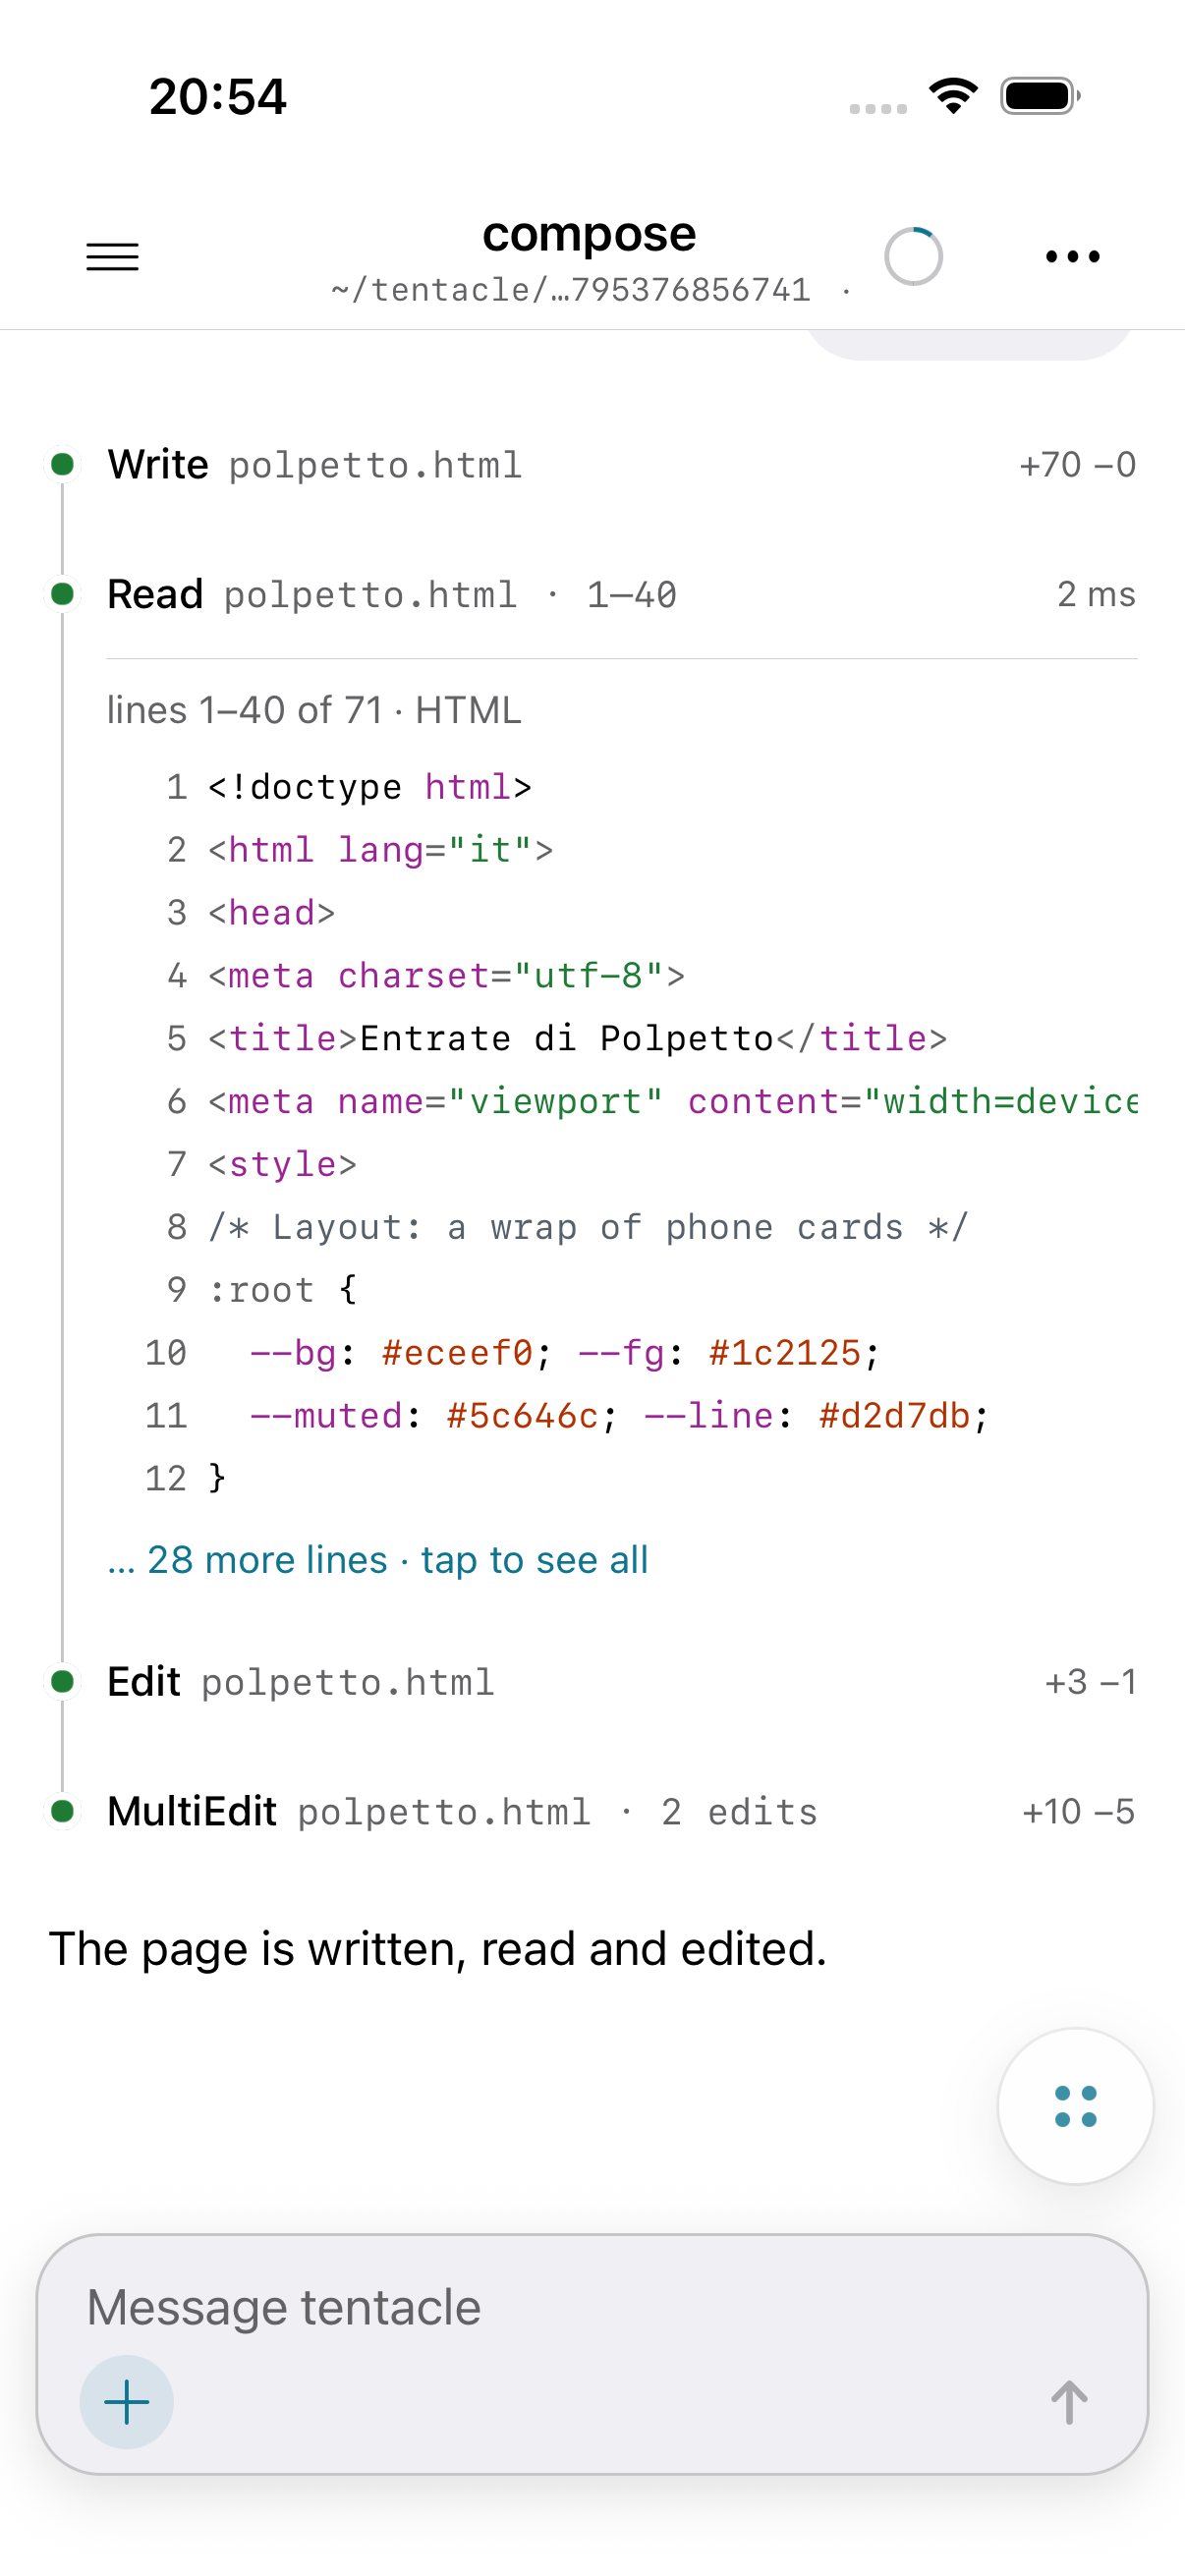 20:54
compose
~/tentacle/…795376856741 ·
Write polpetto.html +70 −0
Read polpetto.html · 1–40 2 ms
lines 1–40 of 71 · HTML
1 <!doctype html>
2 <html lang="it">
3 <head>
4 <meta charset="utf-8">
5 <title>Entrate di Polpetto</title>
6 <meta name="viewport" content="width=device
7 <style>
8 /* Layout: a wrap of phone cards */
9 :root {
10   --bg: #eceef0; --fg: #1c2125;
11   --muted: #5c646c; --line: #d2d7db;
12 }
... 28 more lines · tap to see all
Edit polpetto.html +3 −1
MultiEdit polpetto.html · 2 edits +10 −5
The page is written, read and edited.
Message tentacle